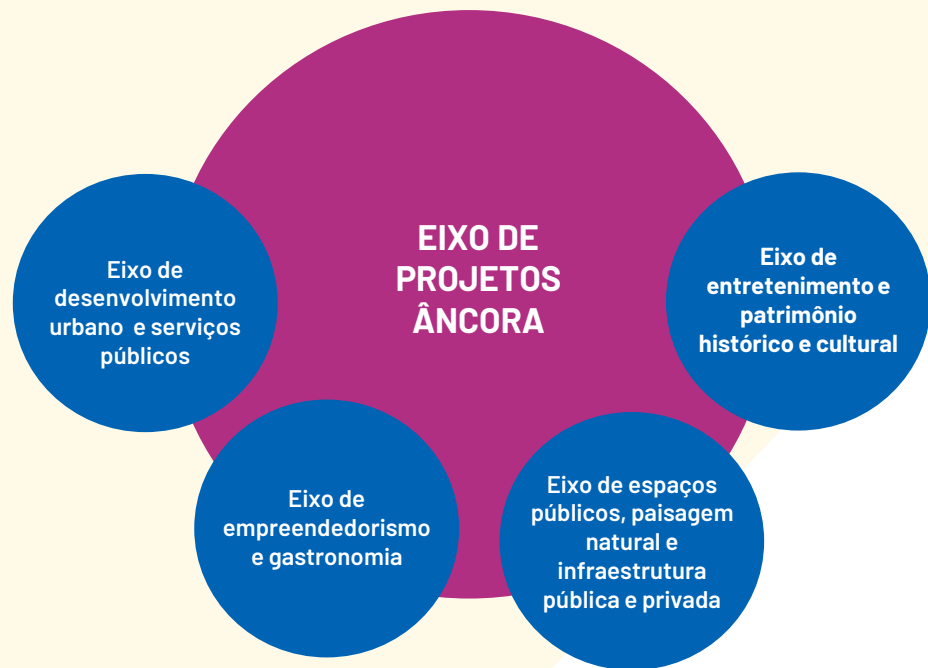 EIXO DE
PROJETOS
ÂNCORA
Eixo de
desenvolvimento
urbano e serviços
públicos
Eixo de
empreendedorismo
e gastronomia
Eixo de espaços
públicos, paisagem
natural e
infraestrutura
pública e privada
Eixo de
entretenimento e
patrimônio
histórico e cultural